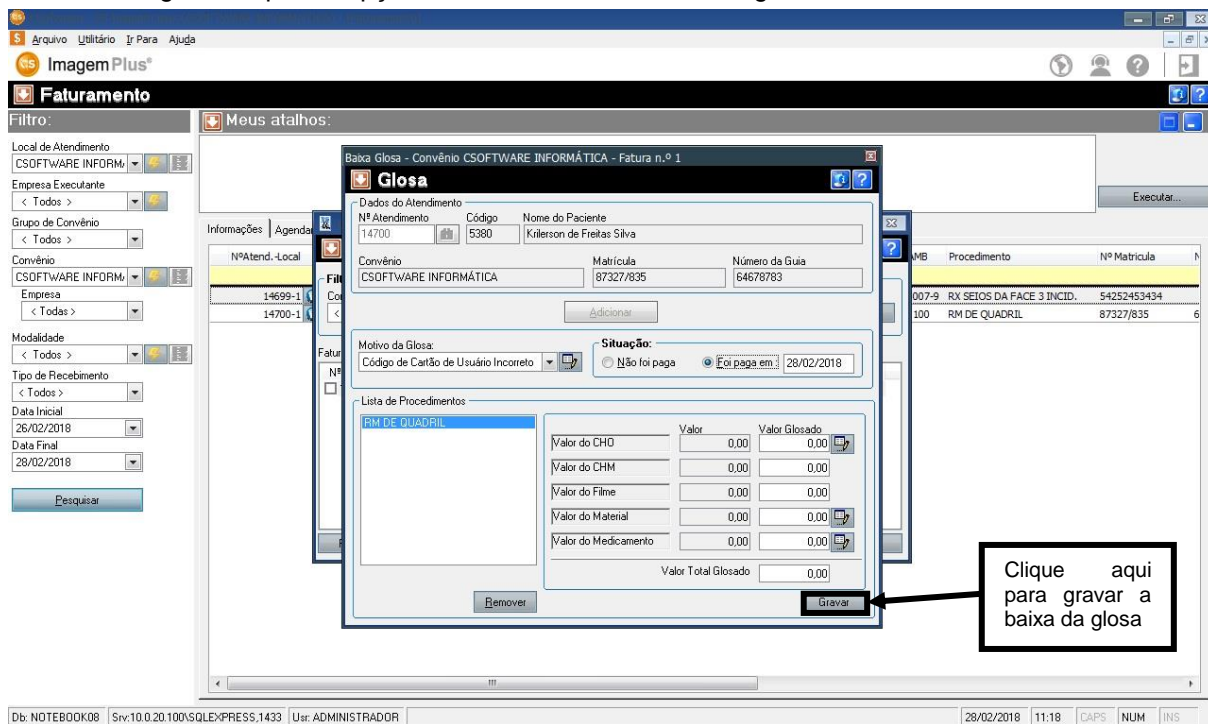 Arquivo Utilitário Ir Para Ajuda
ImagemPlus®
Faturamento
Filtro:
Meus atalhos:
Local de Atendimento
CSOFTWARE INFORM
Empresa Executante
< Todos >
Grupo de Convênio
< Todos >
Convênio
CSOFTWARE INFORM
Empresa
< Todas >
Modalidade
< Todos >
Tipo de Recebimento
< Todos >
Data Inicial
26/02/2018
Data Final
28/02/2018
Pesquisar
Executar...
Informações Agenda
NºAtend.-Local
14699-1
14700-1
AMB Procedimento Nº Matricula
007-9 RX SEIOS DA FACE 3 INCID. 54252453434
100 RM DE QUADRIL 87327/835 6
Baixa Glosa - Convênio CSOFTWARE INFORMÁTICA - Fatura n.º 1
Glosa
Dados do Atendimento
Nº Atendimento Código Nome do Paciente
14700 5380 Krilerson de Freitas Silva
Convênio Matrícula Número da Guia
CSOFTWARE INFORMÁTICA 87327/835 64678783
Adicionar
Motivo da Glosa: Situação:
Código de Cartão de Usuário Incorreto Não foi paga Foi paga em : 28/02/2018
Lista de Procedimentos
RM DE QUADRIL
Valor Valor Glosado
Valor do CHO 0,00 0,00
Valor do CHM 0,00 0,00
Valor do Filme 0,00 0,00
Valor do Material 0,00 0,00
Valor do Medicamento 0,00 0,00
Valor Total Glosado 0,00
Remover Gravar
Clique aqui
para gravar a
baixa da glosa
Db: NOTEBOOK08 Srv:10.0.20.100\SQLEXPRESS,1433 Usr: ADMINISTRADOR 28/02/2018 11:18 CAPS NUM INS